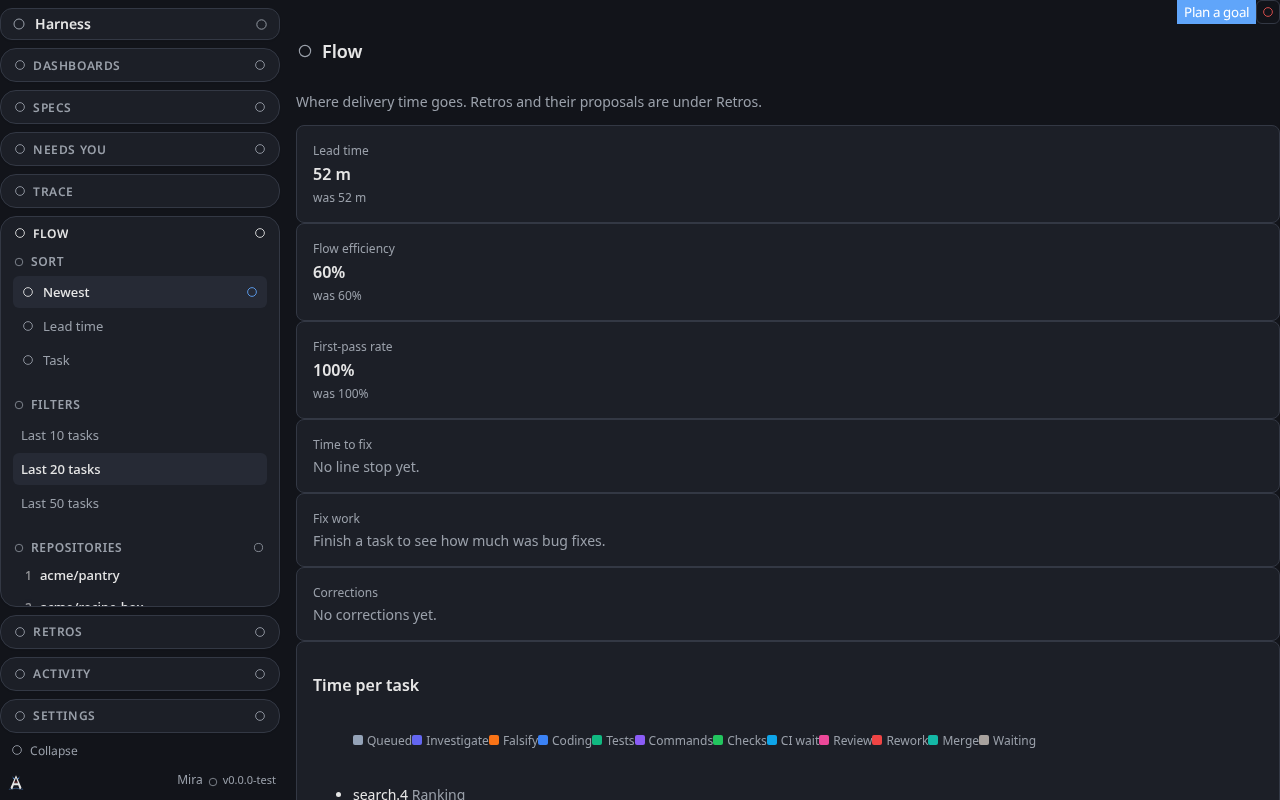 Harness
DASHBOARDS
SPECS
NEEDS YOU
TRACE
FLOW
SORT
Newest
Lead time
Task
FILTERS
Last 10 tasks
Last 20 tasks
Last 50 tasks
REPOSITORIES
1 acme/pantry
2 acme/recipe-box
RETROS
ACTIVITY
SETTINGS
Collapse
Mira v0.0.0-test
Plan a goal
Flow
Where delivery time goes. Retros and their proposals are under Retros.
Lead time
52 m
was 52 m
Flow efficiency
60%
was 60%
First-pass rate
100%
was 100%
Time to fix
No line stop yet.
Fix work
Finish a task to see how much was bug fixes.
Corrections
No corrections yet.
Time per task
Queued Investigate Falsify Coding Tests Commands Checks CI wait Review Rework Merge Waiting
search.4 Ranking